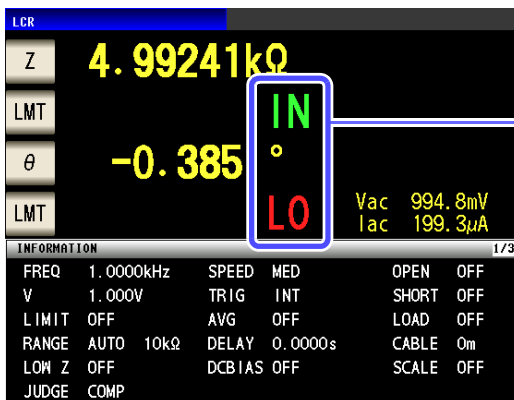 LCR
Z 4.99241kΩ
LMT IN
θ -0.385 °
LMT LO
Vac 994.8mV
Iac 199.3μA
INFORMATION 1/3
FREQ 1.0000kHz SPEED MED OPEN OFF
V 1.000V TRIG INT SHORT OFF
LIMIT OFF AVG OFF LOAD OFF
RANGE AUTO 10kΩ DELAY 0.0000s CABLE 0m
LOW Z OFF DCBIAS OFF SCALE OFF
JUDGE COMP